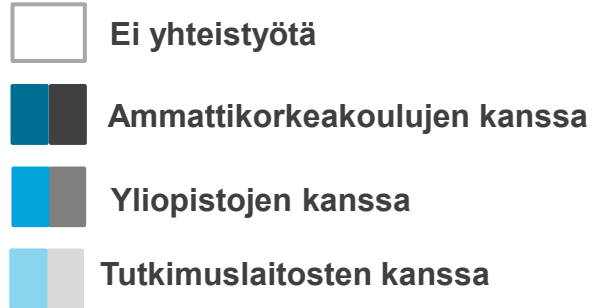 Ei yhteistyötä
Ammattikorkeakoulujen kanssa
Yliopistojen kanssa
Tutkimuslaitosten kanssa